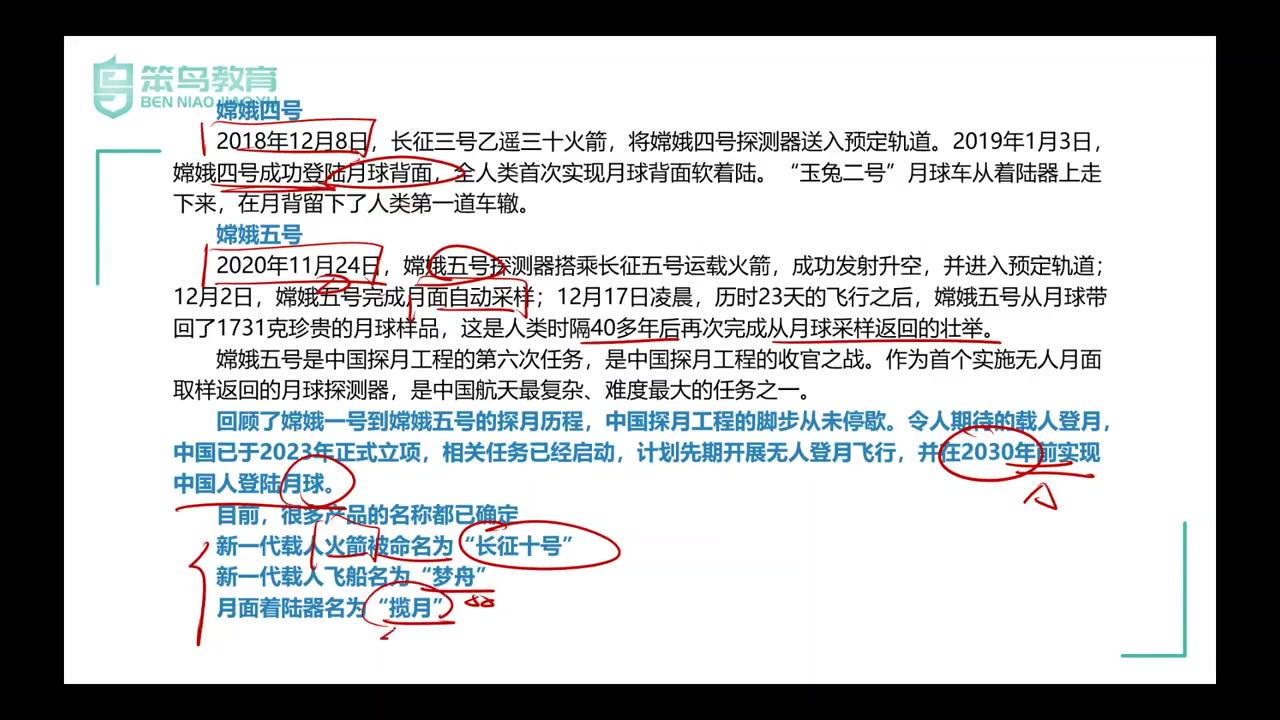 笨鸟教育
BEN NIAO JIAO YU
嫦娥四号
2018年12月8日，长征三号乙遥三十火箭，将嫦娥四号探测器送入预定轨道。2019年1月3日，
嫦娥四号成功登陆月球背面，全人类首次实现月球背面软着陆。“玉兔二号”月球车从着陆器上走
下来，在月背留下了人类第一道车辙。
嫦娥五号
2020年11月24日，嫦娥五号探测器搭乘长征五号运载火箭，成功发射升空，并进入预定轨道；
12月2日，嫦娥五号完成月面自动采样；12月17日凌晨，历时23天的飞行之后，嫦娥五号从月球带
回了1731克珍贵的月球样品，这是人类时隔40多年后再次完成从月球采样返回的壮举。
嫦娥五号是中国探月工程的第六次任务，是中国探月工程的收官之战。作为首个实施无人月面
取样返回的月球探测器，是中国航天最复杂、难度最大的任务之一。
回顾了嫦娥一号到嫦娥五号的探月历程，中国探月工程的脚步从未停歇。令人期待的载人登月，
中国已于2023年正式立项，相关任务已经启动，计划先期开展无人登月飞行，并在2030年前实现
中国人登陆月球。
目前，很多产品的名称都已确定
新一代载人火箭被命名为“长征十号”
新一代载人飞船名为“梦舟”
月面着陆器名为“揽月”